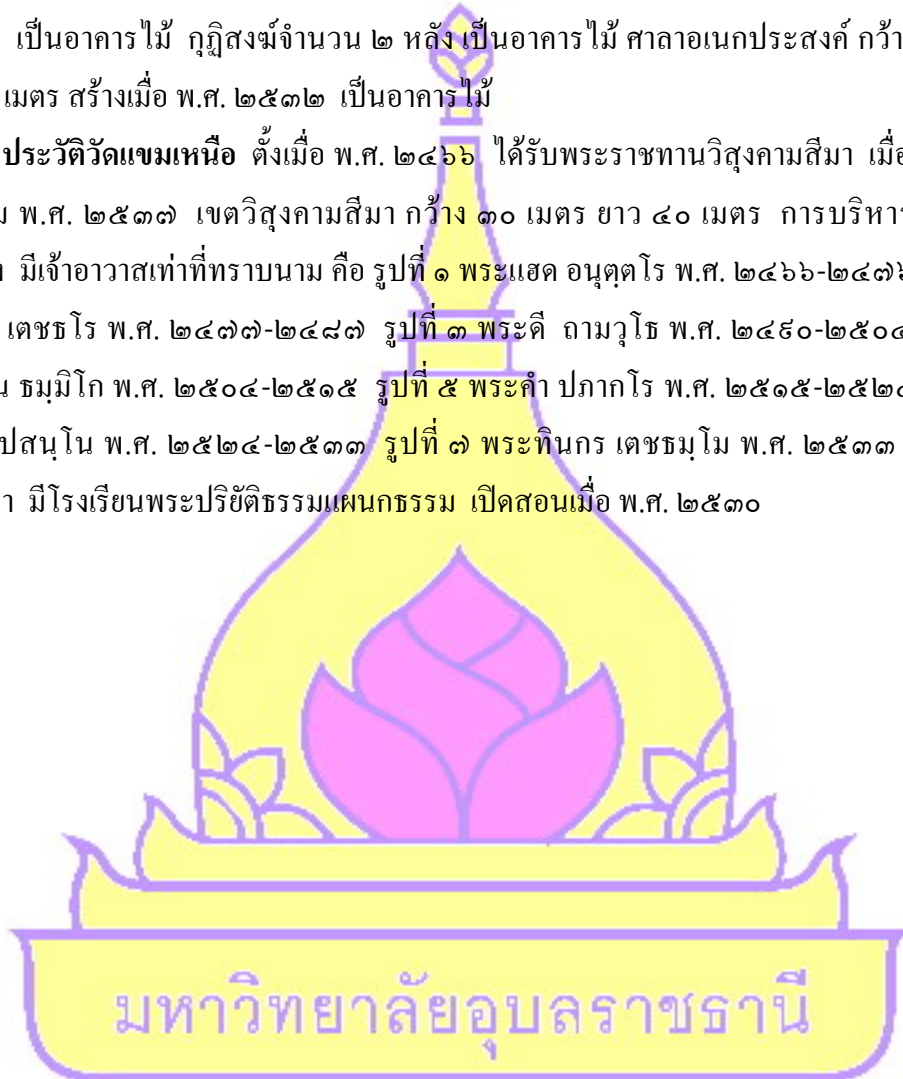 เป็นอาคารไม้ กุฏิสงฆ์จำนวน ๒ หลัง เป็นอาคารไม้ ศาลาอเนกประสงค์ กว้า
เมตร สร้างเมื่อ พ.ศ. ๒๕๓๒ เป็นอาคารไม้
ประวัติวัดแขมเหนือ ตั้งเมื่อ พ.ศ. ๒๔๖๖ ได้รับพระราชทานวิสุงคามสีมา เมื่อ
พ.ศ. ๒๕๓๗ เขตวิสุงคามสีมา กว้าง ๓๐ เมตร ยาว ๔๐ เมตร การบริหาร
มีเจ้าอาวาสเท่าที่ทราบนาม คือ รูปที่ ๑ พระแฮด อนุตฺตโร พ.ศ. ๒๔๖๖-๒๔๗๖
เตชธโร พ.ศ. ๒๔๗๗-๒๔๘๗ รูปที่ ๓ พระดี ถามวุโธ พ.ศ. ๒๔๙๐-๒๕๐๔
น ธมฺมิโก พ.ศ. ๒๕๐๔-๒๕๑๕ รูปที่ ๕ พระคำ ปภากโร พ.ศ. ๒๕๑๕-๒๕๒๔
ปสนฺโน พ.ศ. ๒๕๒๔-๒๕๓๓ รูปที่ ๗ พระทินกร เตชธมฺโม พ.ศ. ๒๕๓๓
า มีโรงเรียนพระปริยัติธรรมแผนกธรรม เปิดสอนเมื่อ พ.ศ. ๒๕๓๐
มหาวิทยาลัยอุบลราชธานี